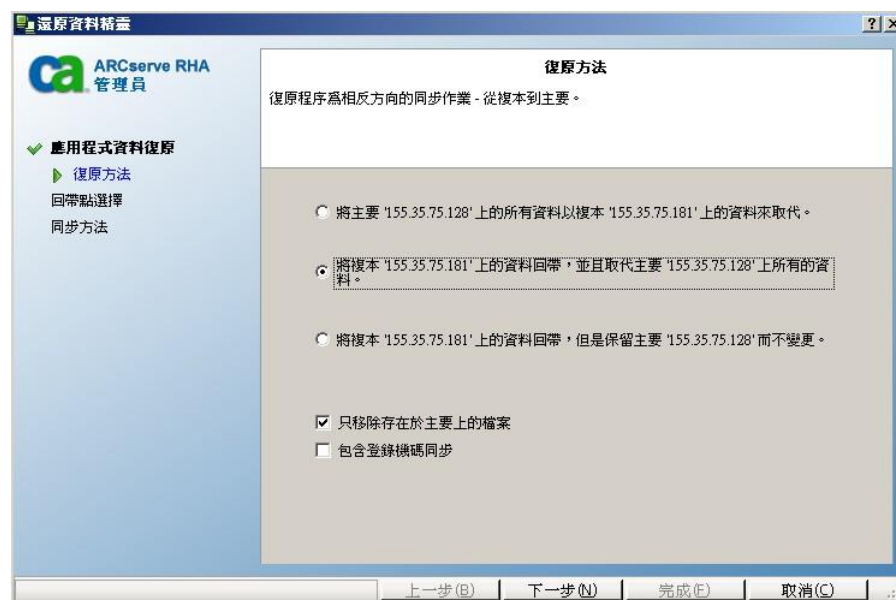 還原資料精靈
ca
ARCserve RHA
管理員
應用程式資料復原
復原方法
回帶點選擇
同步方法
復原方法
復原程序為相反方向的同步作業 - 從複本到主要。
將主要 '155.35.75.128' 上的所有資料以複本 '155.35.75.181' 上的資料來取代。
將複本 '155.35.75.181' 上的資料回帶，並且取代主要 '155.35.75.128' 上所有的資
料。
將複本 '155.35.75.181' 上的資料回帶，但是保留主要 '155.35.75.128' 而不變更。
只移除存在於主要上的檔案
包含登錄機碼同步
上一步(B)
下一步(N)
完成(F)
取消(C)